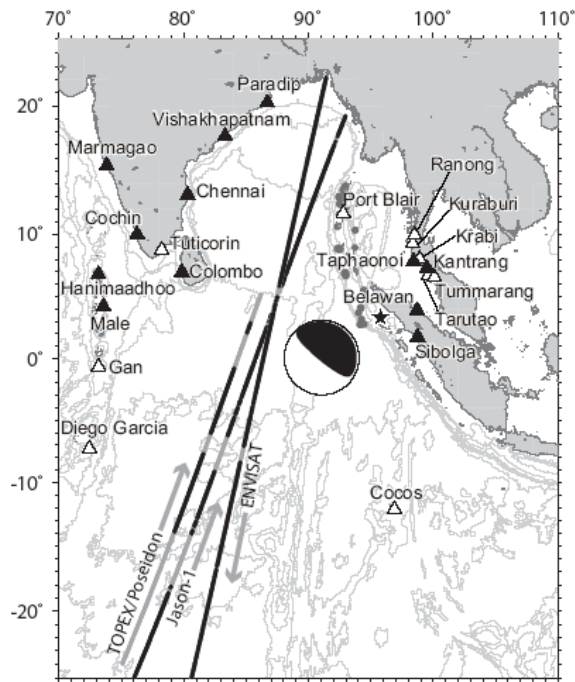 70 80° 90° 100° 110°
20°
10°
0°
-10°
-20°
Paradip
Vishakhapatnam
Marmagao
Chennai
Cochin
Tuticorin
Colombo
Hanimaadhoo
Male
Gan
Diego Garcia
Port Blair
Ranong
Kuraburi
Krabi
Taphaonoi
Kantrang
Tummarang
Belawan
Tarutao
Sibolga
Cocos
ENVISAT
TOPEX/Poseidon
Jason-1